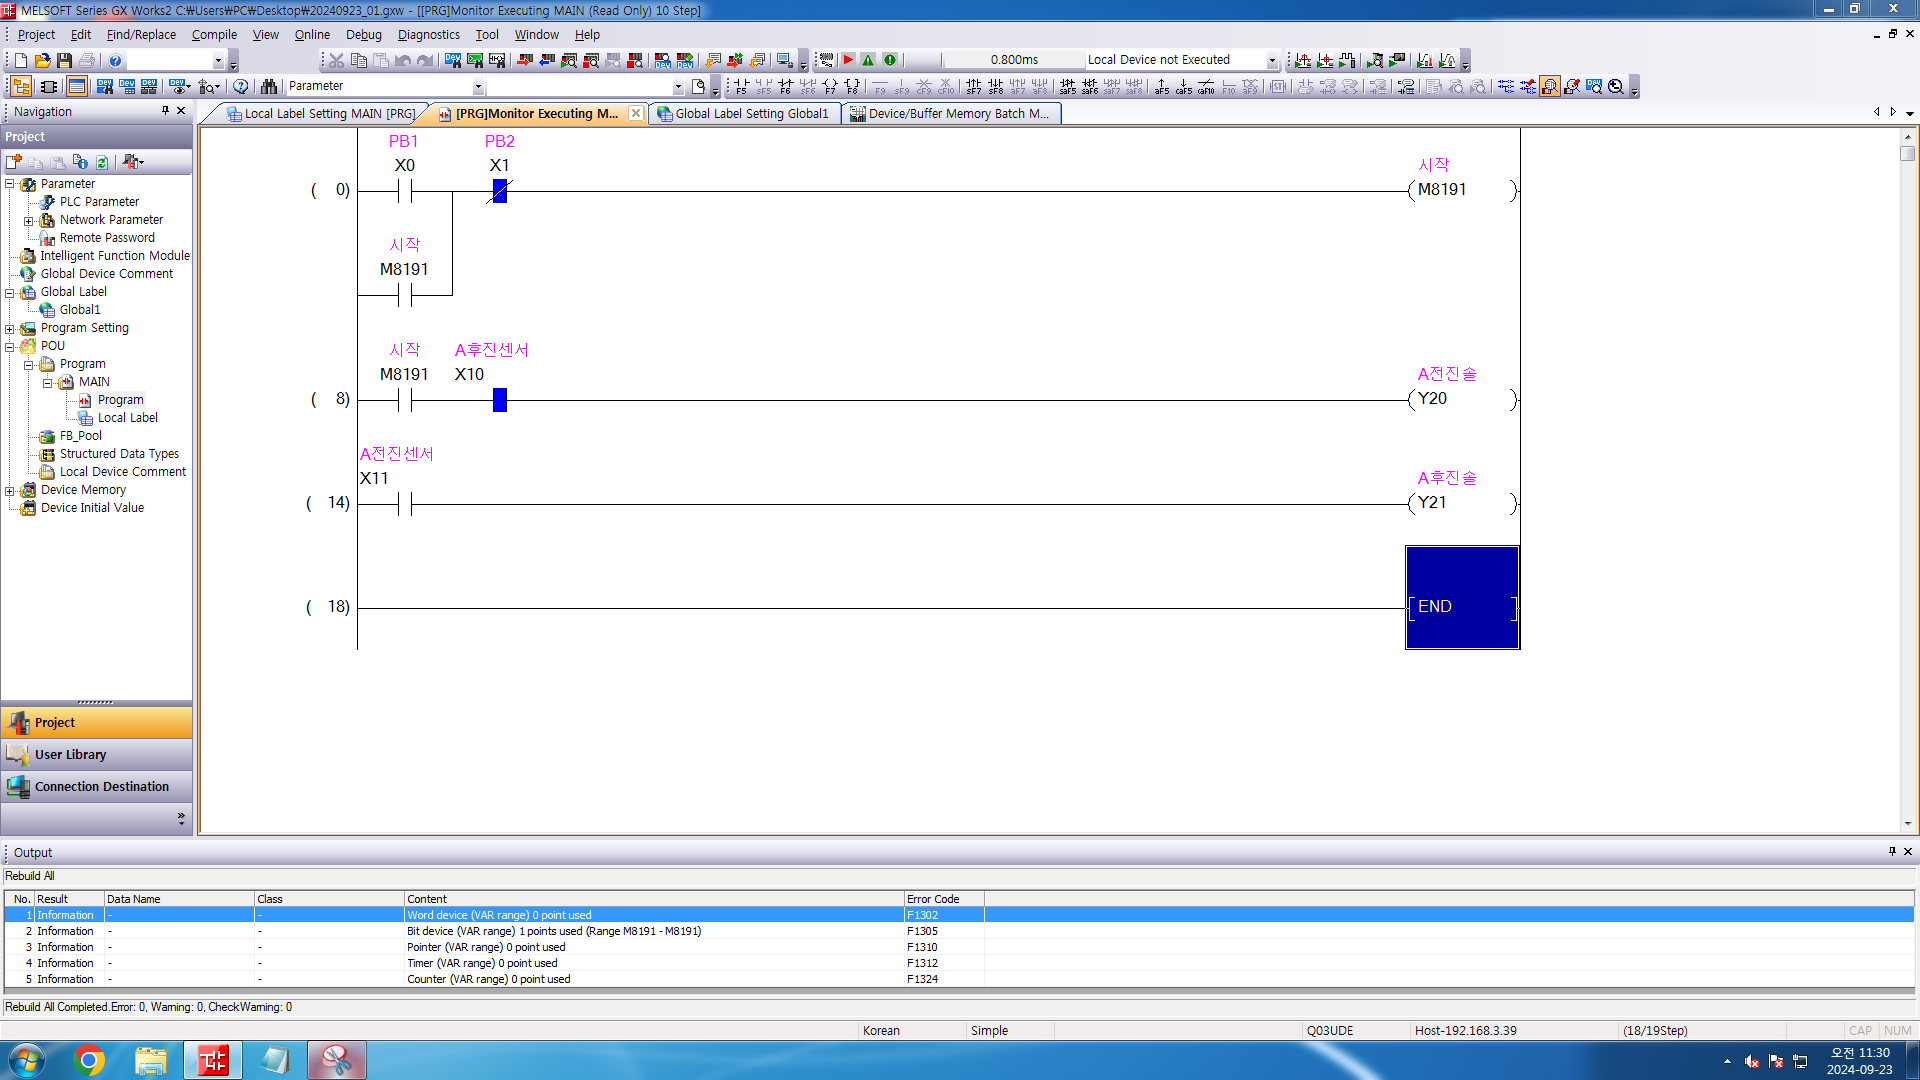 MELSOFT Series GX Works2 C:₩Users₩PC₩Desktop₩20240923_01.gxw - [[PRG]Monitor Executing MAIN (Read Only) 10 Step]
Project Edit Find/Replace Compile View Online Debug Diagnostics Tool Window Help
0.800ms Local Device not Executed
Parameter
Navigation
Local Label Setting MAIN [PRG]
[PRG]Monitor Executing M...
Global Label Setting Global1
Device/Buffer Memory Batch M...
Project
Parameter
PLC Parameter
Network Parameter
Remote Password
Intelligent Function Module
Global Device Comment
Global Label
Global1
Program Setting
POU
Program
MAIN
Program
Local Label
FB_Pool
Structured Data Types
Local Device Comment
Device Memory
Device Initial Value
Project
User Library
Connection Destination
PB1 PB2 시작
X0 X1
( 0) M8191
시작
M8191
시작 A후진센서 A전진솔
M8191 X10
( 8) Y20
A전진센서 A후진솔
X11
( 14) Y21
( 18) END
Output
Rebuild All
No. Result Data Name Class Content Error Code
1 Information - - Word device (VAR range) 0 point used F1302
2 Information - - Bit device (VAR range) 1 points used (Range M8191 - M8191) F1305
3 Information - - Pointer (VAR range) 0 point used F1310
4 Information - - Timer (VAR range) 0 point used F1312
5 Information - - Counter (VAR range) 0 point used F1324
Rebuild All Completed.Error: 0, Warning: 0, CheckWarning: 0
Korean Simple Q03UDE Host-192.168.3.39 (18/19Step) CAP NUM
오전 11:30
2024-09-23